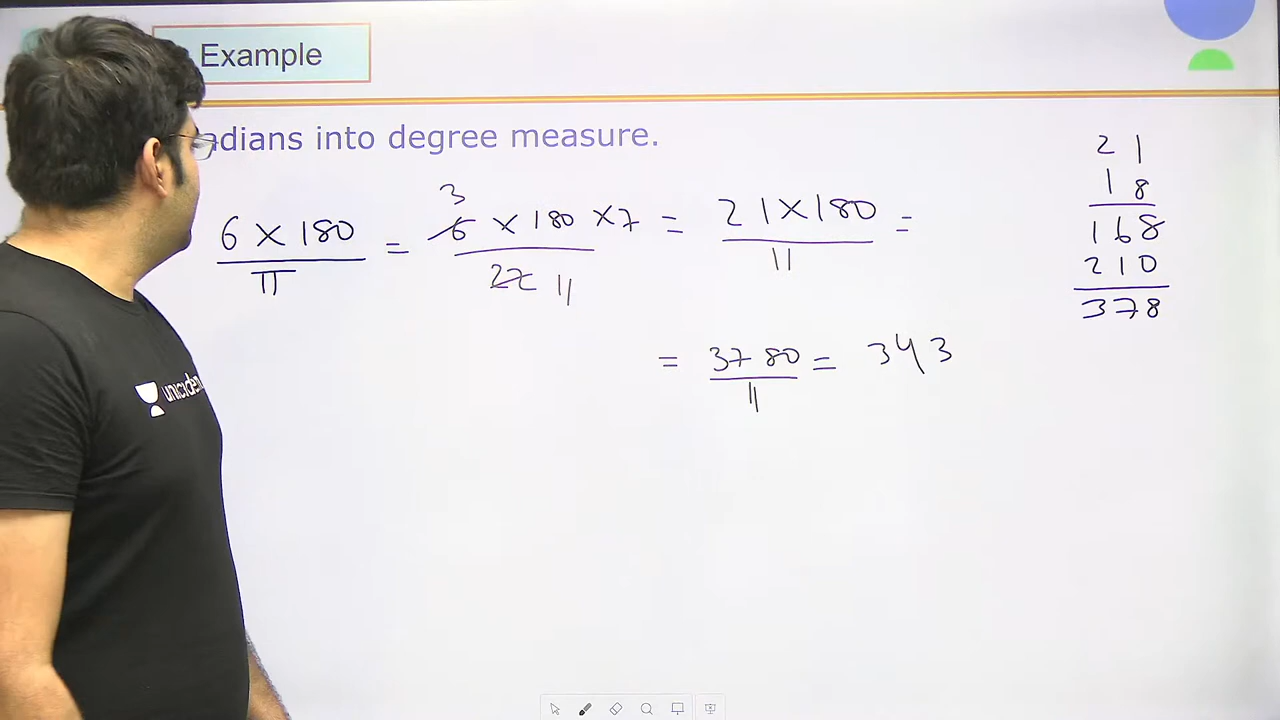 Example
adians into degree measure.
6 × 180 / π = 6 3 × 180 × 7 / 22 11 = 21 × 180 / 11 =
= 3780 / 11 = 343
21
18
168
210
378
unacademy